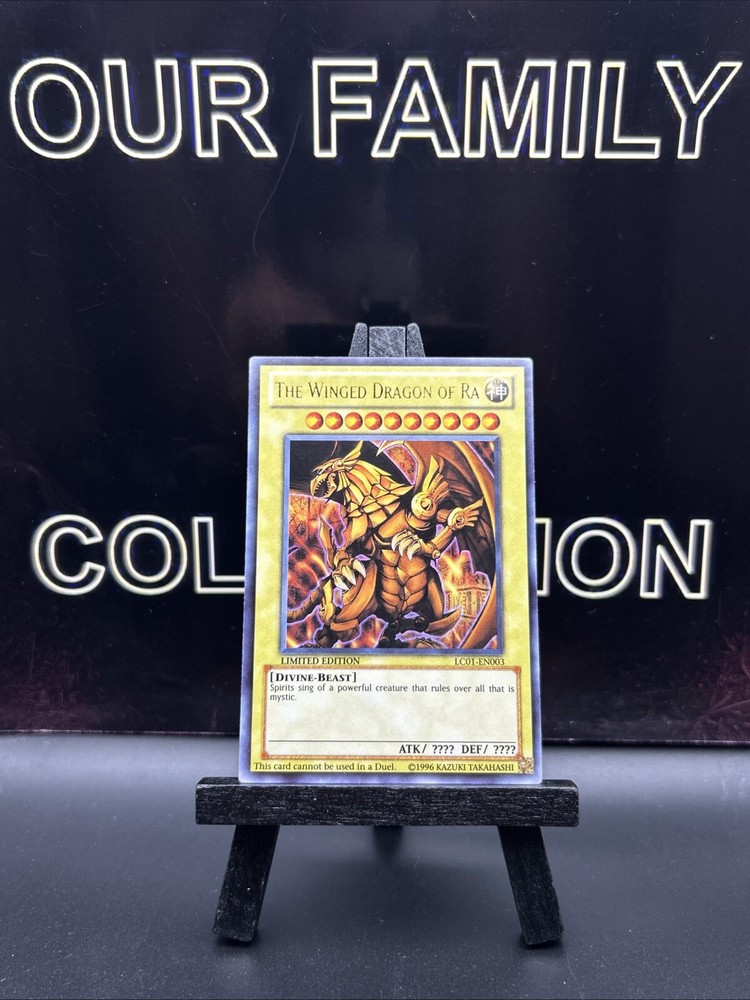 OUR FAMILY
COL ION
THE WINGED DRAGON OF RA 神
LIMITED EDITION LC01-EN003
[DIVINE-BEAST]
Spirits sing of a powerful creature that rules over all that is
mystic.
ATK/ ???? DEF/ ????
This card cannot be used in a Duel. ©1996 KAZUKI TAKAHASHI